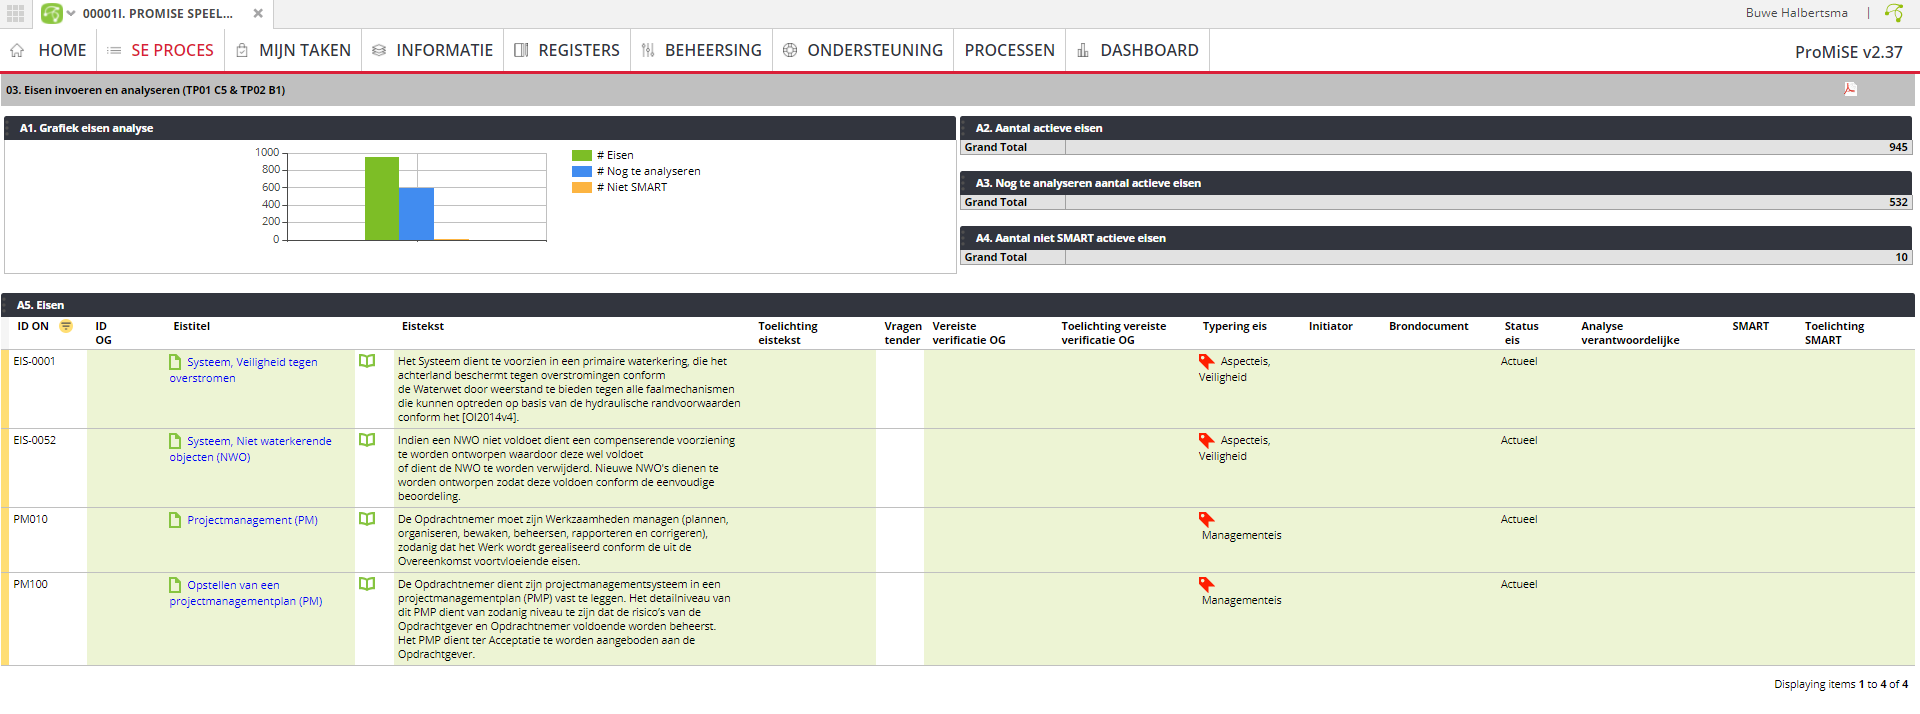 00001I. PROMISE SPEEL...
Buwe Halbertsma
HOME
SE PROCES
MIJN TAKEN
INFORMATIE
REGISTERS
BEHEERSING
ONDERSTEUNING
PROCESSEN
DASHBOARD
ProMiSE v2.37
03. Eisen invoeren en analyseren (TP01 C5 & TP02 B1)
A1. Grafiek eisen analyse
1000
800
600
400
200
0
# Eisen
# Nog te analyseren
# Niet SMART
A2. Aantal actieve eisen
Grand Total 945
A3. Nog te analyseren aantal actieve eisen
Grand Total 532
A4. Aantal niet SMART actieve eisen
Grand Total 10
A5. Eisen
ID ON
ID
OG
Eistitel
Eistekst
Toelichting
eistekst
Vragen
tender
Vereiste
verificatie OG
Toelichting vereiste
verificatie OG
Typering eis
Initiator
Brondocument
Status
eis
Analyse
verantwoordelijke
SMART
Toelichting
SMART
EIS-0001
Systeem, Veiligheid tegen
overstromen
Het Systeem dient te voorzien in een primaire waterkering, die het
achterland beschermt tegen overstromingen conform
de Waterwet door weerstand te bieden tegen alle faalmechanismen
die kunnen optreden op basis van de hydraulische randvoorwaarden
conform het [OI2014v4].
Aspecteis,
Veiligheid
Actueel
EIS-0052
Systeem, Niet waterkerende
objecten (NWO)
Indien een NWO niet voldoet dient een compenserende voorziening
te worden ontworpen waardoor deze wel voldoet
of dient de NWO te worden verwijderd. Nieuwe NWO's dienen te
worden ontworpen zodat deze voldoen conform de eenvoudige
beoordeling.
Aspecteis,
Veiligheid
Actueel
PM010
Projectmanagement (PM)
De Opdrachtnemer moet zijn Werkzaamheden managen (plannen,
organiseren, bewaken, beheersen, rapporteren en corrigeren),
zodanig dat het Werk wordt gerealiseerd conform de uit de
Overeenkomst voortvloeiende eisen.
Managementeis
Actueel
PM100
Opstellen van een
projectmanagementplan (PM)
De Opdrachtnemer dient zijn projectmanagementsysteem in een
projectmanagementplan (PMP) vast te leggen. Het detailniveau van
dit PMP dient van zodanig niveau te zijn dat de risico's van de
Opdrachtgever en Opdrachtnemer voldoende worden beheerst.
Het PMP dient ter Acceptatie te worden aangeboden aan de
Opdrachtgever.
Managementeis
Actueel
Displaying items 1 to 4 of 4